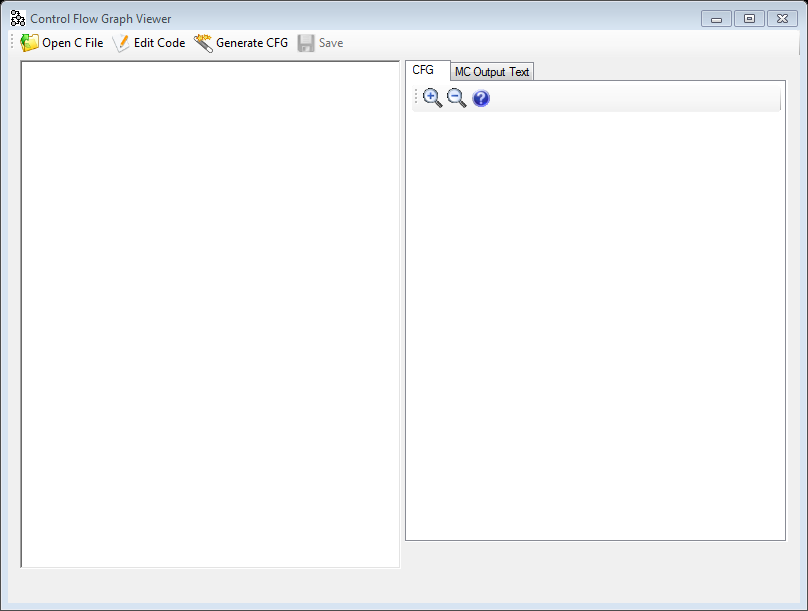 Control Flow Graph Viewer
Open C File Edit Code Generate CFG Save
CFG MC Output Text
?